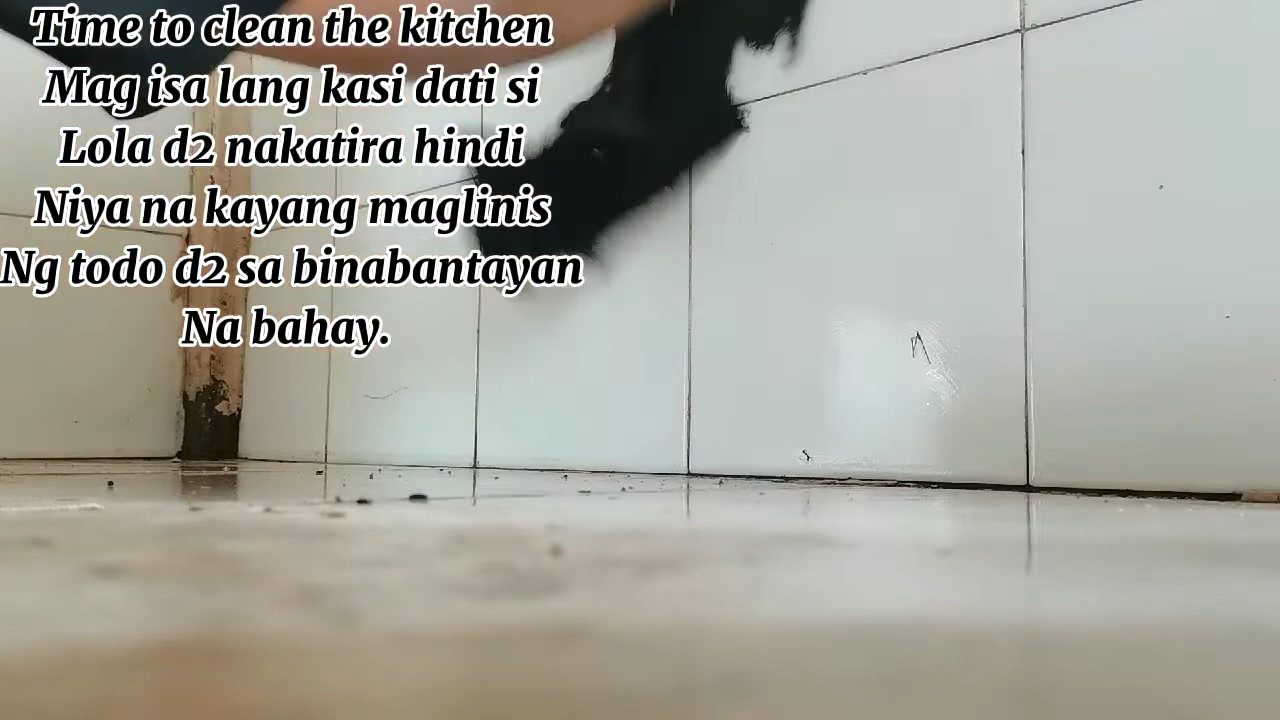 Time to clean the kitchen
Mag isa lang kasi dati si
Lola d2 nakatira hindi
Niya na kayang maglinis
Ng todo d2 sa binabantayan
Na bahay.